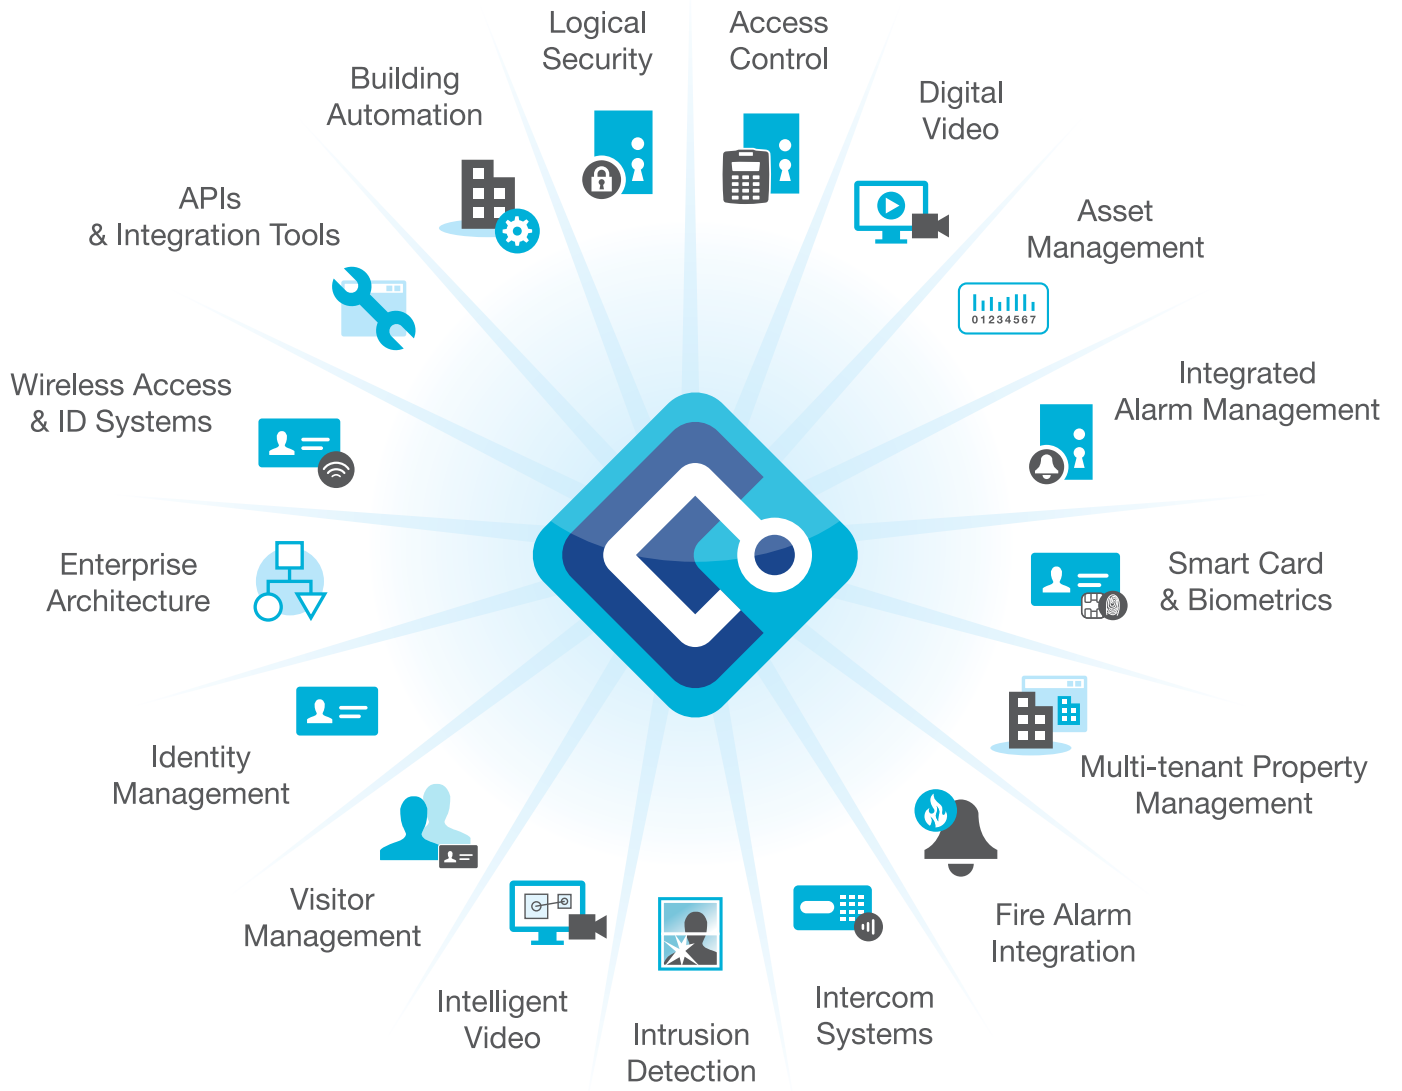 Logical
Security
Access
Control
Building
Automation
Digital
Video
APIs
& Integration Tools
Asset
Management
01234567
Wireless Access
& ID Systems
Integrated
Alarm Management
Enterprise
Architecture
Smart Card
& Biometrics
Identity
Management
Multi-tenant Property
Management
Visitor
Management
Fire Alarm
Integration
Intelligent
Video
Intercom
Systems
Intrusion
Detection